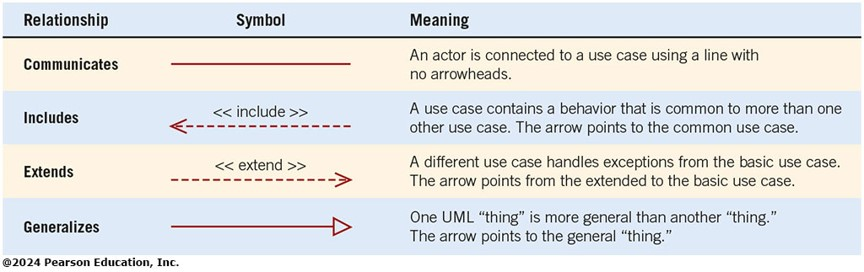 Relationship Symbol Meaning
Communicates
An actor is connected to a use case using a line with
no arrowheads.
Includes
<< include >>
A use case contains a behavior that is common to more than one
other use case. The arrow points to the common use case.
Extends
<< extend >>
A different use case handles exceptions from the basic use case.
The arrow points from the extended to the basic use case.
Generalizes
One UML “thing” is more general than another “thing.”
The arrow points to the general “thing.”
©2024 Pearson Education, Inc.